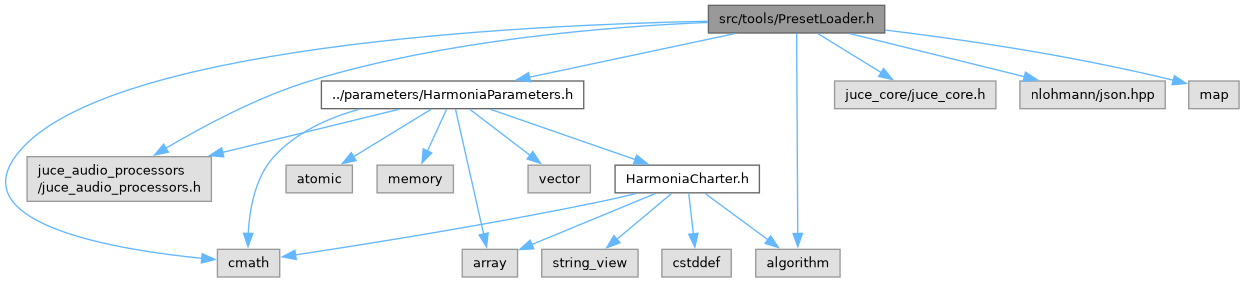 src/tools/PresetLoader.h
../parameters/HarmoniaParameters.h
juce_core/juce_core.h
nlohmann/json.hpp
map
juce_audio_processors
/juce_audio_processors.h
atomic
memory
vector
HarmoniaCharter.h
cmath
array
string_view
cstddef
algorithm